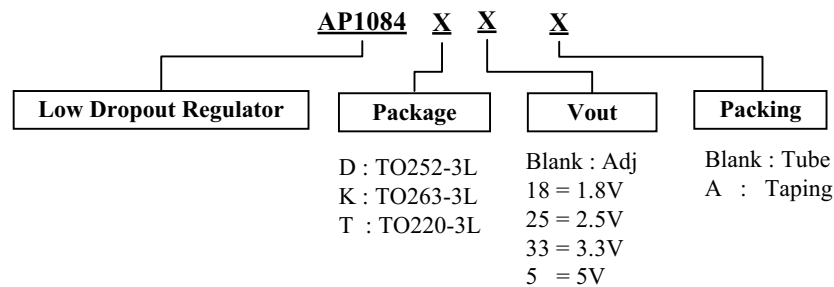 AP1084 X X X
Low Dropout Regulator
Package
Vout
Packing
D : TO252-3L
K : TO263-3L
T : TO220-3L
Blank : Adj
18 = 1.8V
25 = 2.5V
33 = 3.3V
5 = 5V
Blank : Tube
A : Taping